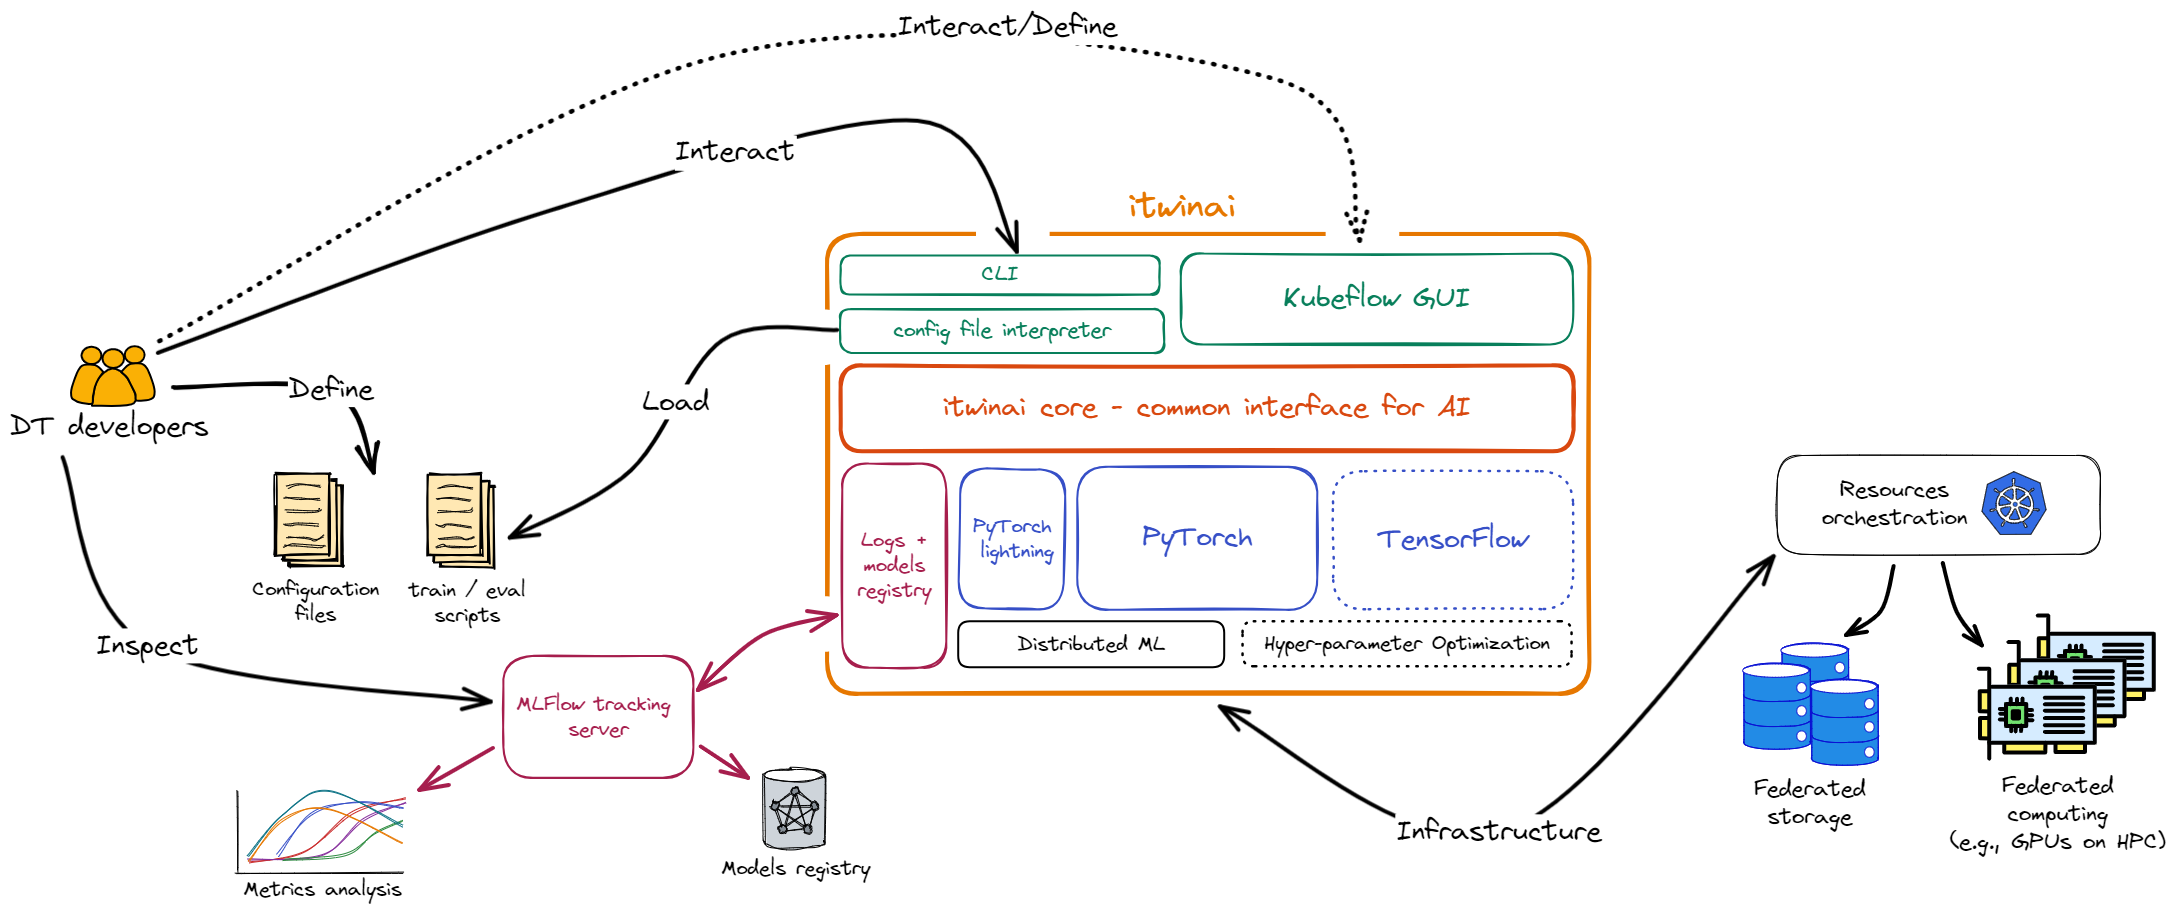 Interact/Define
Interact
itwinai
CLI
Kubeflow GUI
config file interpreter
Define
Load
itwinai core - common interface for AI
DT developers
Resources
orchestration
PyTorch
lightning
PyTorch
TensorFlow
Logs +
models
registry
Configuration
files
train / eval
scripts
Inspect
Distributed ML
Hyper-parameter Optimization
MLFlow tracking
server
Federated
storage
Federated
computing
(e.g., GPUs on HPC)
Infrastructure
Models registry
Metrics analysis